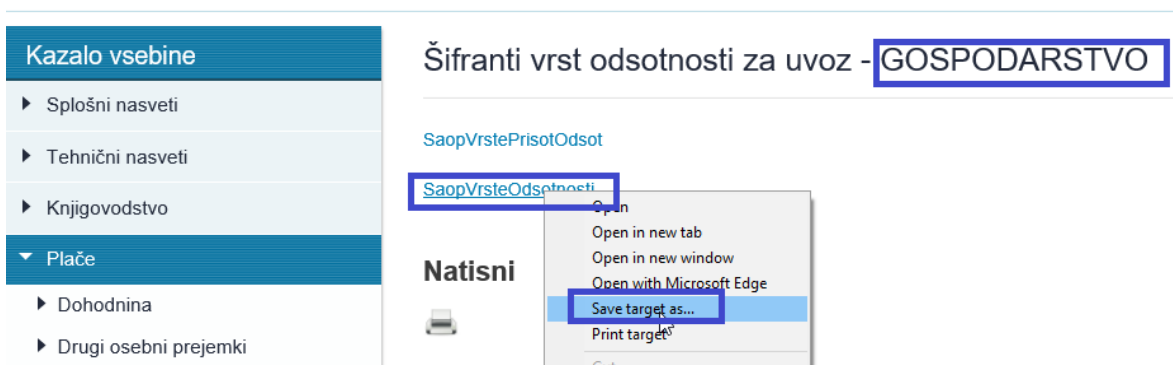 Kazalo vsebine
Splošni nasveti
Tehnični nasveti
Knjigovodstvo
Plače
Dohodnina
Drugi osebni prejemki
Šifranti vrst odsotnosti za uvoz - GOSPODARSTVO
SaopVrstePrisotOdsot
SaopVrsteOdsotnosti
Natisni
Open
Open in new tab
Open in new window
Open with Microsoft Edge
Save target as...
Print target